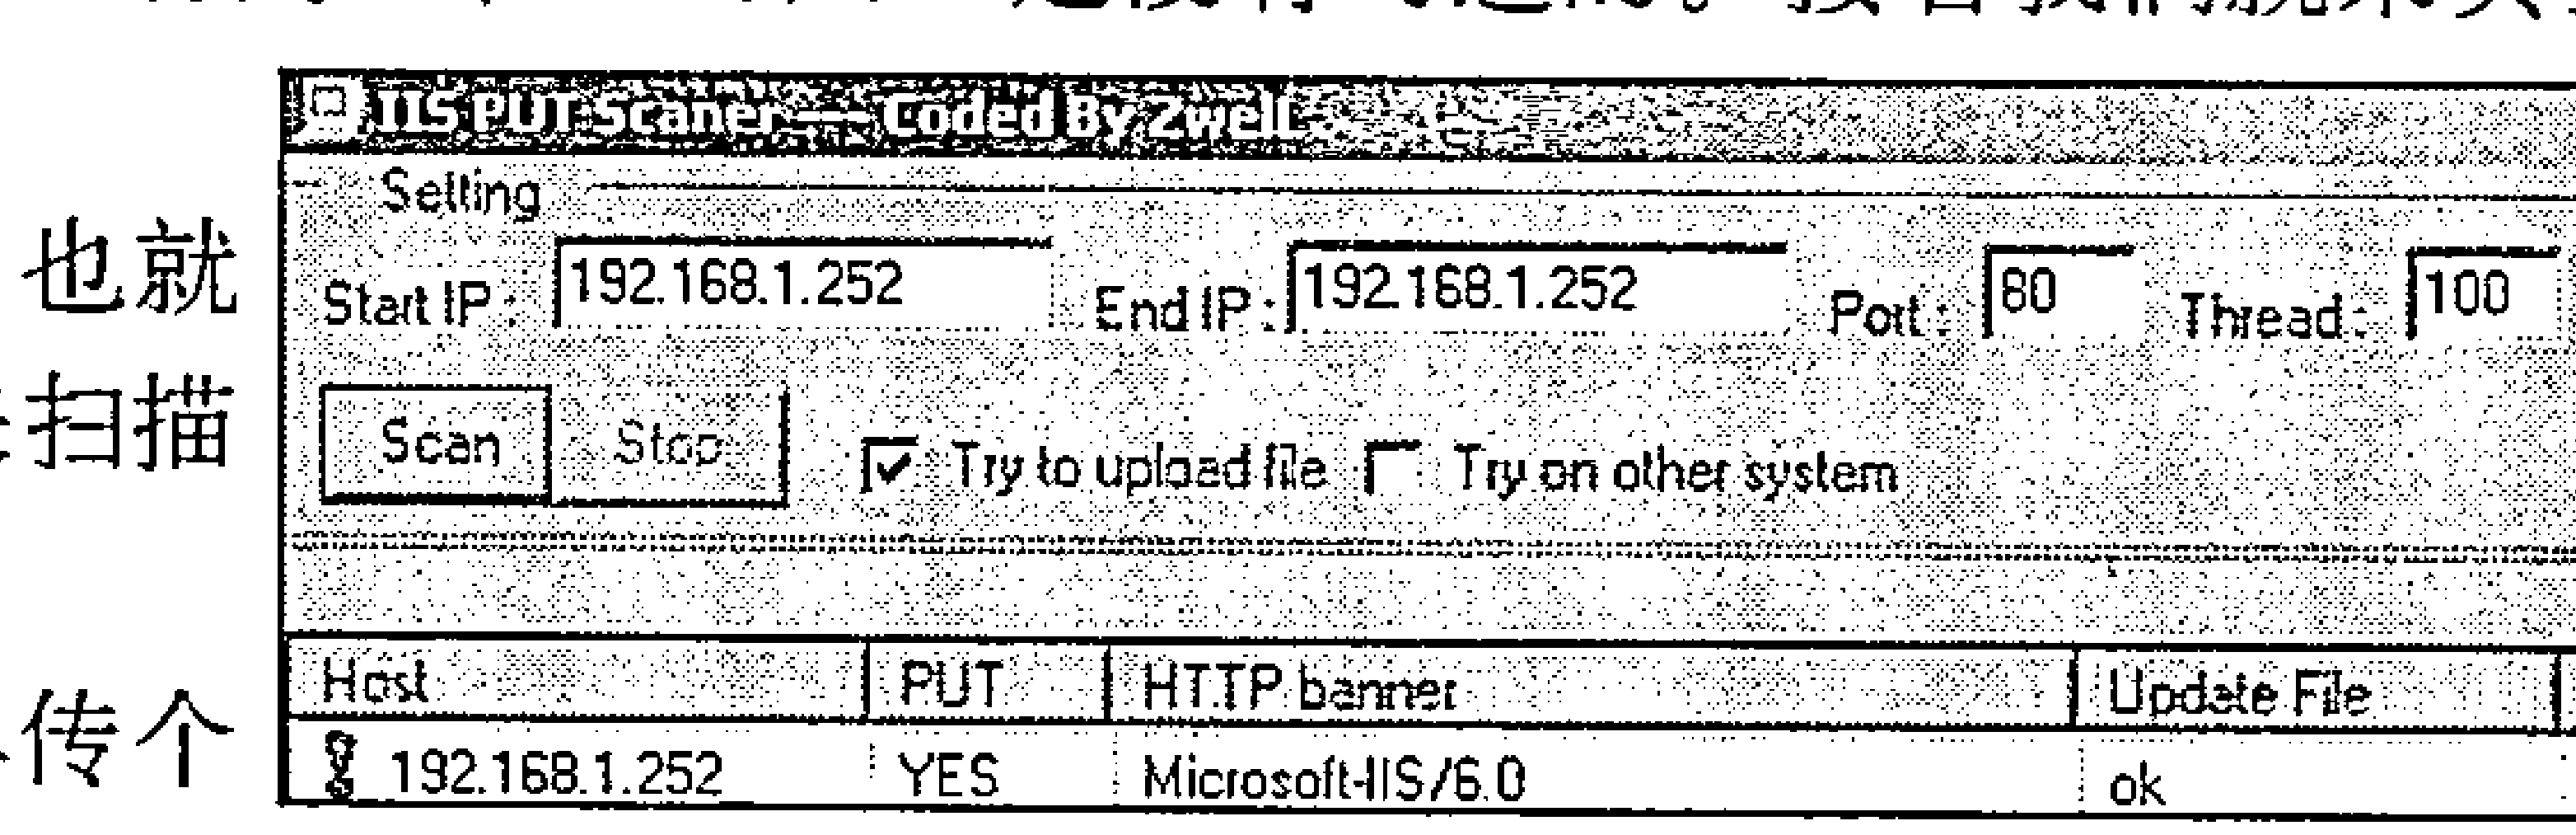 IIS PUT Scaner — Coded By Zwell
Setting
也就
Start IP : 192.168.1.252 End IP : 192.168.1.252 Port : 80 Thread : 100
扫描
Scan Stop Try to upload file Try on other system
Host PUT HTTP banner Update File
传个
192.168.1.252 YES Microsoft-IIS/6.0 ok